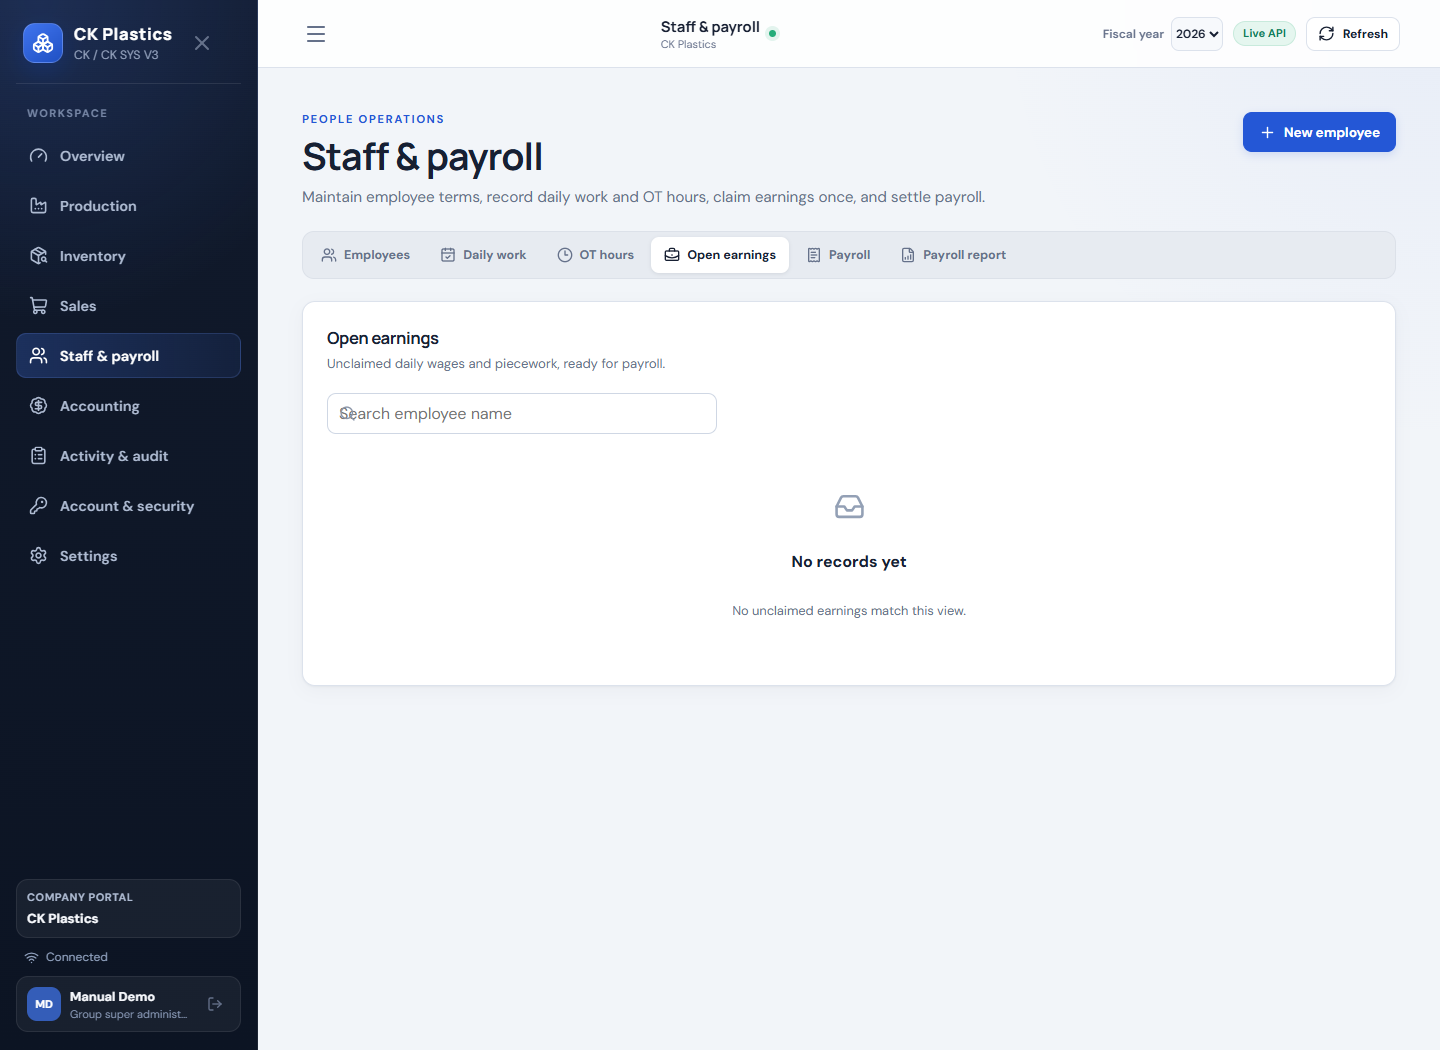 CK Plastics
CK / CK SYS V3
WORKSPACE
Overview
Production
Inventory
Sales
Staff & payroll
Accounting
Activity & audit
Account & security
Settings
COMPANY PORTAL
CK Plastics
Connected
MD
Manual Demo
Group super administ...
Staff & payroll
CK Plastics
Fiscal year
2026
Live API
Refresh
PEOPLE OPERATIONS
Staff & payroll
Maintain employee terms, record daily work and OT hours, claim earnings once, and settle payroll.
New employee
Employees
Daily work
OT hours
Open earnings
Payroll
Payroll report
Open earnings
Unclaimed daily wages and piecework, ready for payroll.
Search employee name
No records yet
No unclaimed earnings match this view.